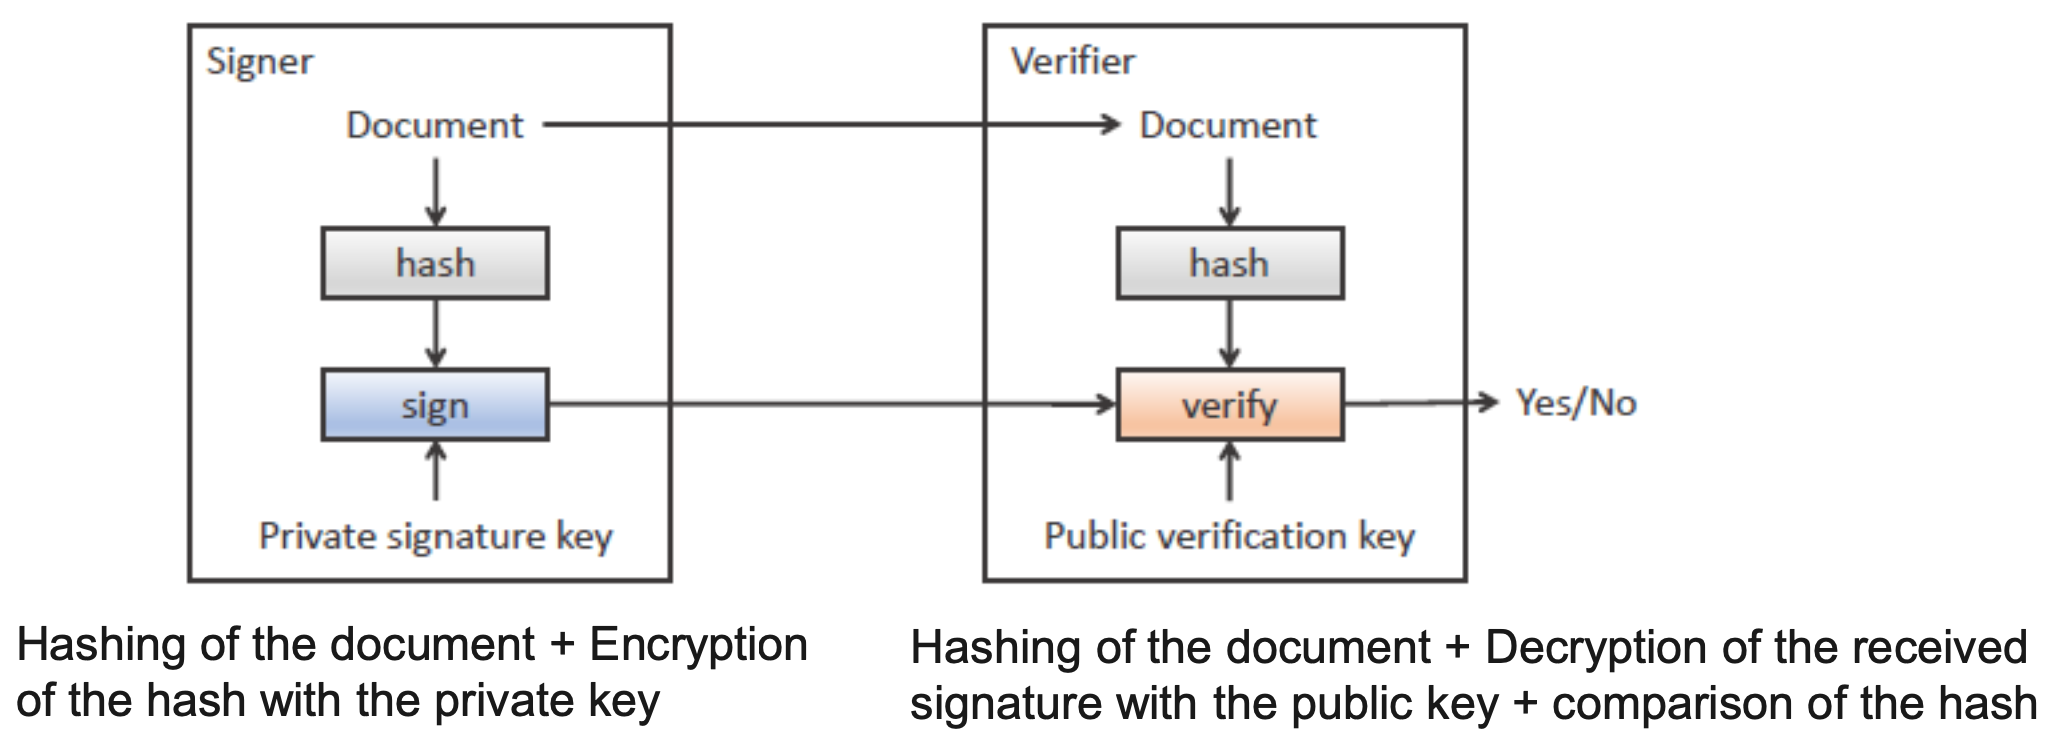 Signer
Document
hash
sign
Private signature key
Verifier
Document
hash
verify
Public verification key
Yes/No
Hashing of the document + Encryption
of the hash with the private key
Hashing of the document + Decryption of the received
signature with the public key + comparison of the hash